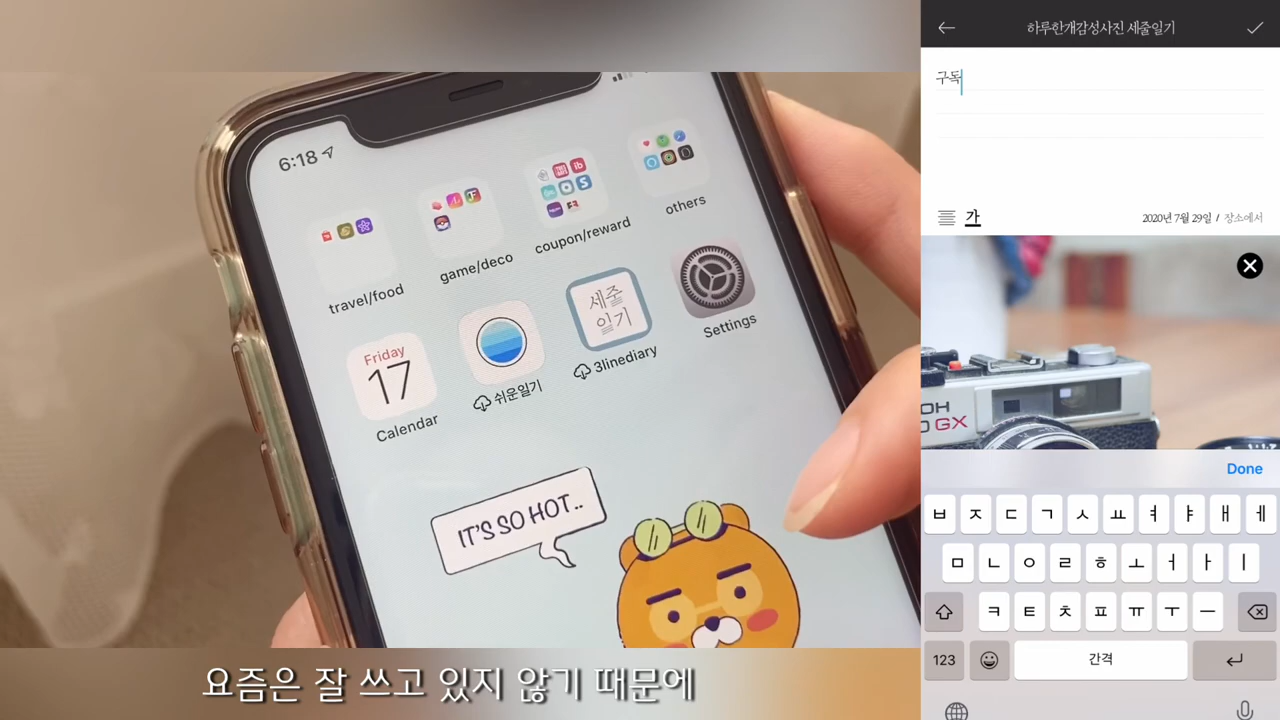 6:18
travel/food
game/deco
coupon/reward
others
Friday
17
Calendar
쉬운일기
세줄
일기
3linediary
Settings
IT'S SO HOT..
요즘은 잘 쓰고 있지 않기 때문에
하루한개감성사진 세줄일기
구독
가
2020년 7월 29일 / 장소에서
GX
Done
ㅂ ㅈ ㄷ ㄱ ㅅ ㅛ ㅕ ㅑ ㅐ ㅔ
ㅁ ㄴ ㅇ ㄹ ㅎ ㅗ ㅓ ㅏ ㅣ
ㅋ ㅌ ㅊ ㅍ ㅠ ㅜ ㅡ
123
간격